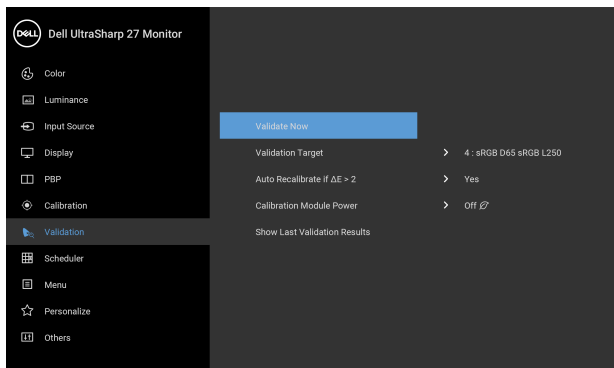 DELL Dell UltraSharp 27 Monitor
Color
Luminance
Input Source
Display
PBP
Calibration
Validation
Scheduler
Menu
Personalize
Others
Validate Now
Validation Target 4 : sRGB D65 sRGB L250
Auto Recalibrate if ΔE > 2 Yes
Calibration Module Power Off
Show Last Validation Results